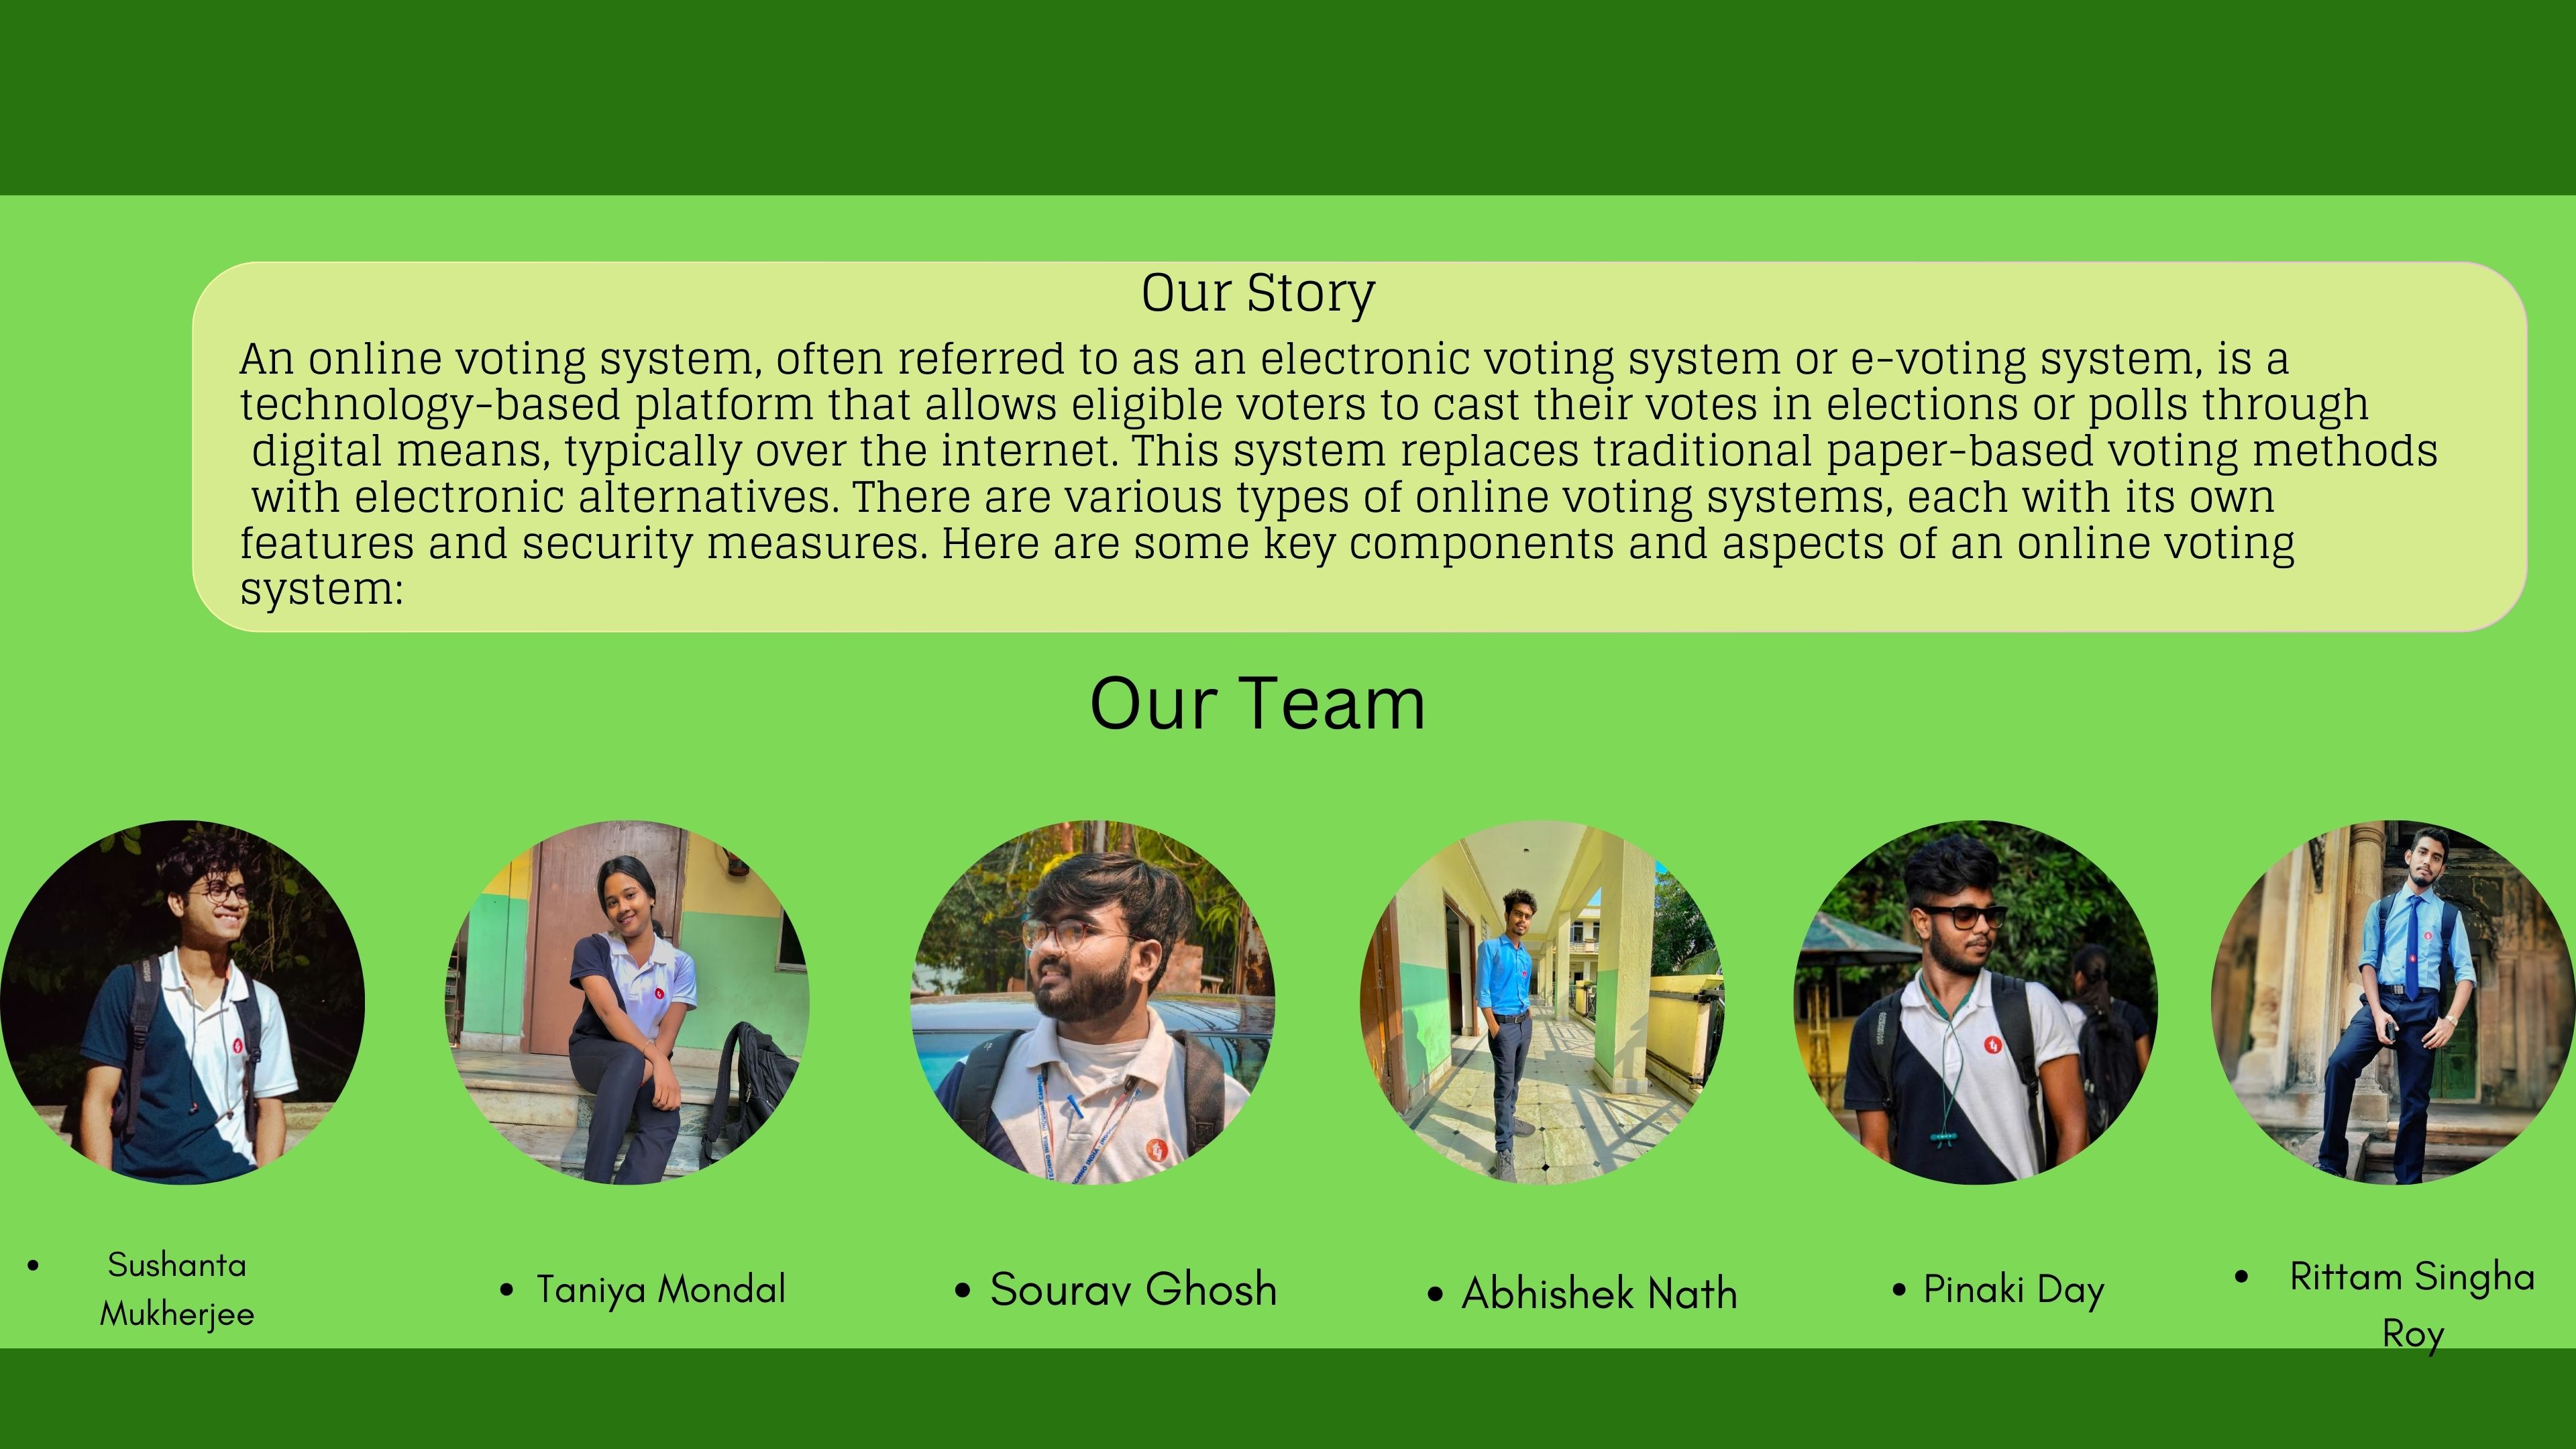 Our Story
An online voting system, often referred to as an electronic voting system or e-voting system, is a
technology-based platform that allows eligible voters to cast their votes in elections or polls through
digital means, typically over the internet. This system replaces traditional paper-based voting methods
with electronic alternatives. There are various types of online voting systems, each with its own
features and security measures. Here are some key components and aspects of an online voting
system:
Our Team
• Sushanta
Mukherjee
• Taniya Mondal
• Sourav Ghosh
• Abhishek Nath
• Pinaki Day
• Rittam Singha
Roy